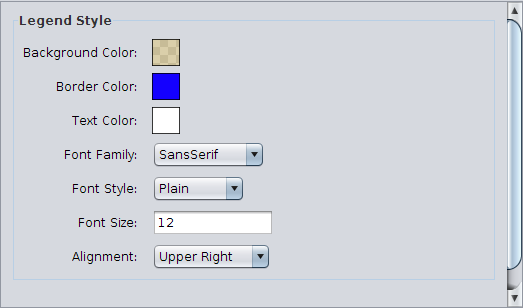 Legend Style
Background Color:
Border Color:
Text Color:
Font Family: SansSerif
Font Style: Plain
Font Size: 12
Alignment: Upper Right